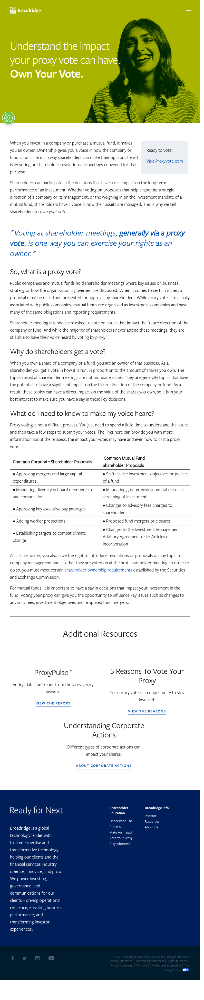 Broadridge
Understand the impact
your proxy vote can have.
Own Your Vote.
When you invest in a company or purchase a mutual fund, it makes
you an owner. Ownership gives you a voice in how the company or
fund is run. The main way shareholders can make their opinions heard
is by voting on shareholder resolutions at meetings convened for that
purpose.
Ready to vote?
Visit Proxyvote.com
Shareholders can participate in the decisions that have a real impact on the long-term
performance of an investment. Whether voting on proposals that help shape the strategic
direction of a company or its management, or the weighing in on the investment mandate of a
mutual fund, shareholders have a voice in how their assets are managed. This is why we tell
shareholders to own your vote.
"Voting at shareholder meetings, generally via a proxy
vote, is one way you can exercise your rights as an
owner."
So, what is a proxy vote?
Public companies and mutual funds hold shareholder meetings where key issues on business
strategy or how the organization is governed are discussed. When it comes to certain issues, a
proposal must be raised and presented for approval by shareholders. While proxy votes are usually
associated with public companies, mutual funds are organized as investment companies and have
many of the same obligations and reporting requirements.
Shareholder meeting attendees are asked to vote on issues that impact the future direction of the
company or fund. And while the majority of shareholders never attend these meetings, they are
still able to have their voice heard by voting by proxy.
Why do shareholders get a vote?
When you own a share of a company or a fund, you are an owner of that business. As a
shareholder you get a vote in how it is run, in proportion to the amount of shares you own. The
topics raised at shareholder meetings are not mundane issues. They are generally topics that have
the potential to have a significant impact on the future direction of the company or fund. As a
result, these topics can have a direct impact on the value of the shares you own, so it is in your
best interest to make sure you have a say in these key decisions.
What do I need to know to make my voice heard?
Proxy voting is not a difficult process. You just need to spend a little time to understand the issues
and then take a few steps to submit your votes. The links here can provide you with more
information about the process, the impact your votes may have and even how to cast a proxy
vote.
Common Corporate Shareholder Proposals
Common Mutual Fund
Shareholder Proposals
● Approving mergers and large capital
expenditures
● Shifts in the investment objectives or policies
of a fund
● Mandating diversity in board membership
and composition
● Mandating greater environmental or social
screening of investments
● Approving key executive pay packages
● Changes to advisory fees charged to
shareholders
● Adding worker protections
● Proposed fund mergers or closures
● Establishing targets to combat climate
change
● Changes to the Investment Management
Advisory Agreement or to Articles of
Incorporation
As a shareholder, you also have the right to introduce resolutions or proposals on any topic to
company management and ask that they are voted on at the next shareholder meeting. In order to
do so, you must meet certain shareholder ownership requirements established by the Securities
and Exchange Commission.
For mutual funds, it is important to have a say in decisions that impact your investment in the
fund. Voting your proxy can give you the opportunity to influence key issues such as changes to
advisory fees, investment objectives and proposed fund mergers.
Additional Resources
ProxyPulse™
Voting data and trends from the latest proxy
season.
VIEW THE REPORT
5 Reasons To Vote Your
Proxy
Your proxy vote is an opportunity to stay
involved.
VIEW THE REASONS
Understanding Corporate
Actions
Different types of corporate actions can
impact your shares.
ABOUT CORPORATE ACTIONS
Ready for Next
Broadridge is a global
technology leader with
trusted expertise and
transformative technology,
helping our clients and the
financial services industry
operate, innovate, and grow.
We power investing,
governance, and
communications for our
clients – driving operational
resilience, elevating business
performance, and
transforming investor
experiences.
Shareholder
Education
Understand The
Process
Make An Impact
Vote Your Proxy
Stay Informed
Broadridge Info
Investor
Resources
About Us
© 2026 Broadridge Financial Solutions, Inc. All Rights Reserved.
Privacy Statement | Accessibility Statement | Legal Statements |
Privacy Statement | Do Not Sell My Personal Information | Your
Privacy Choices